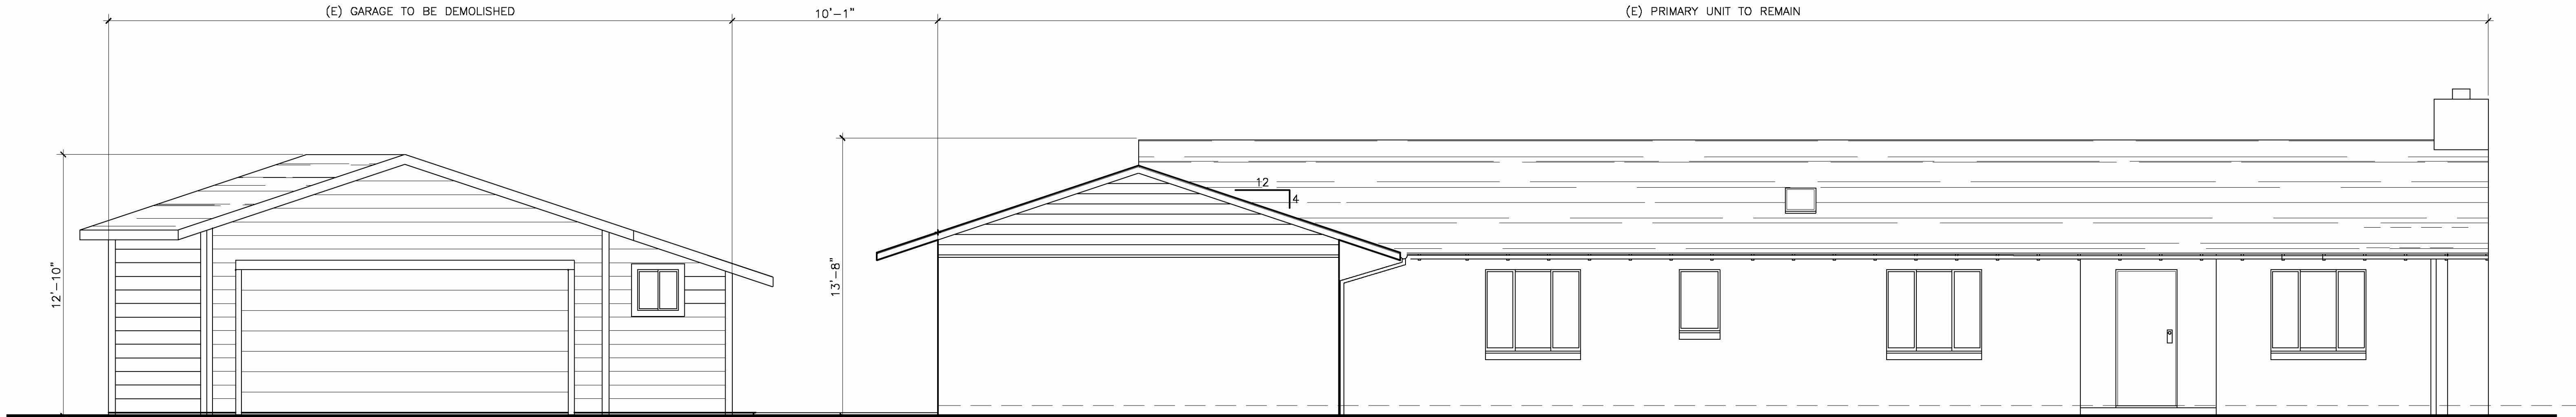 (E) GARAGE TO BE DEMOLISHED
10'-1"
(E) PRIMARY UNIT TO REMAIN
12'-10"
13'-8"
12
4